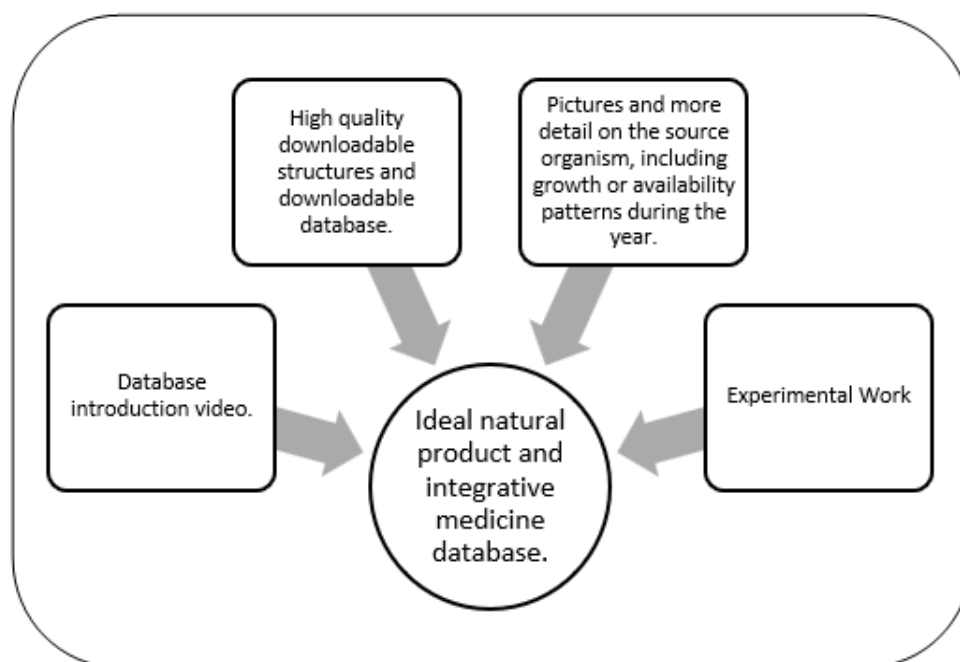 High quality
downloadable
structures and
downloadable
database.
Pictures and more
detail on the source
organism, including
growth or availability
patterns during the
year.
Database
introduction video.
Experimental Work
Ideal natural
product and
integrative
medicine
database.